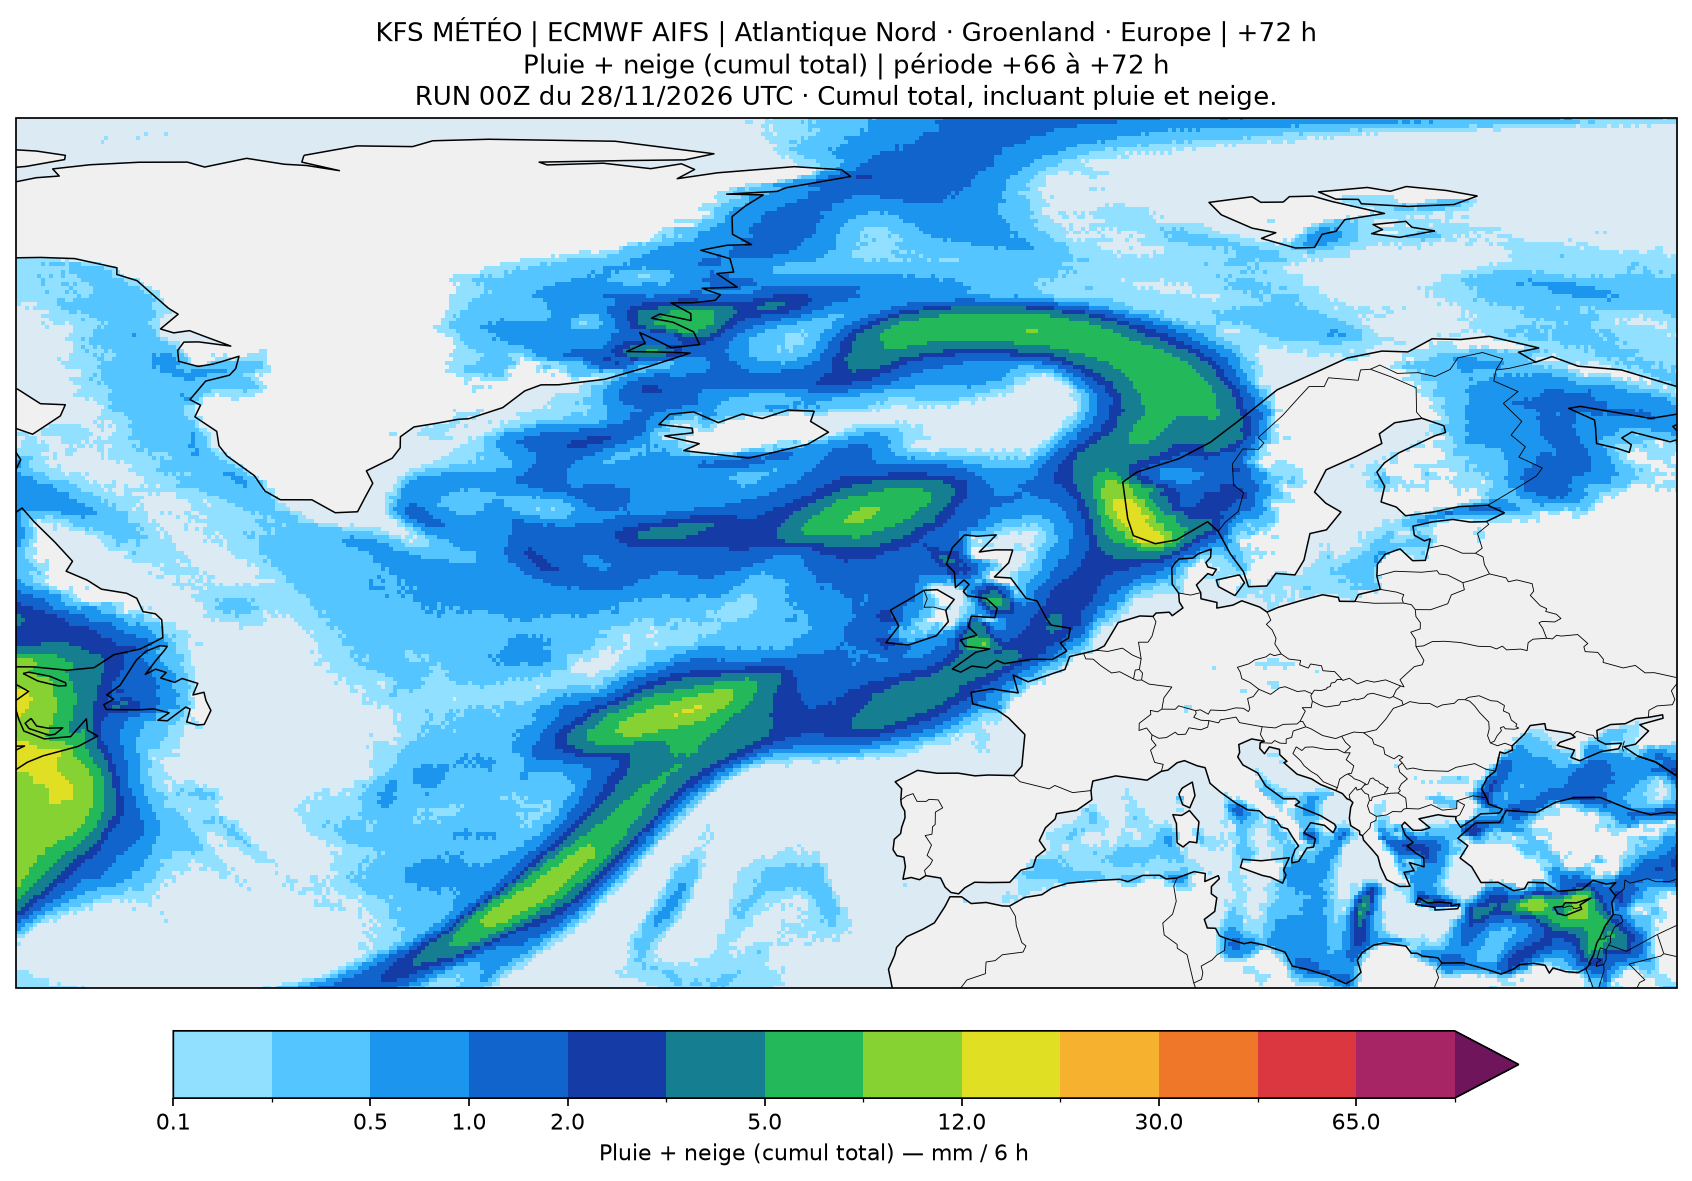 KFS MÉTÉO | ECMWF AIFS | Atlantique Nord · Groenland · Europe | +72 h
Pluie + neige (cumul total) | période +66 à +72 h
RUN 00Z du 28/11/2026 UTC · Cumul total, incluant pluie et neige.
0.1 0.5 1.0 2.0 5.0 12.0 30.0 65.0
Pluie + neige (cumul total) — mm / 6 h